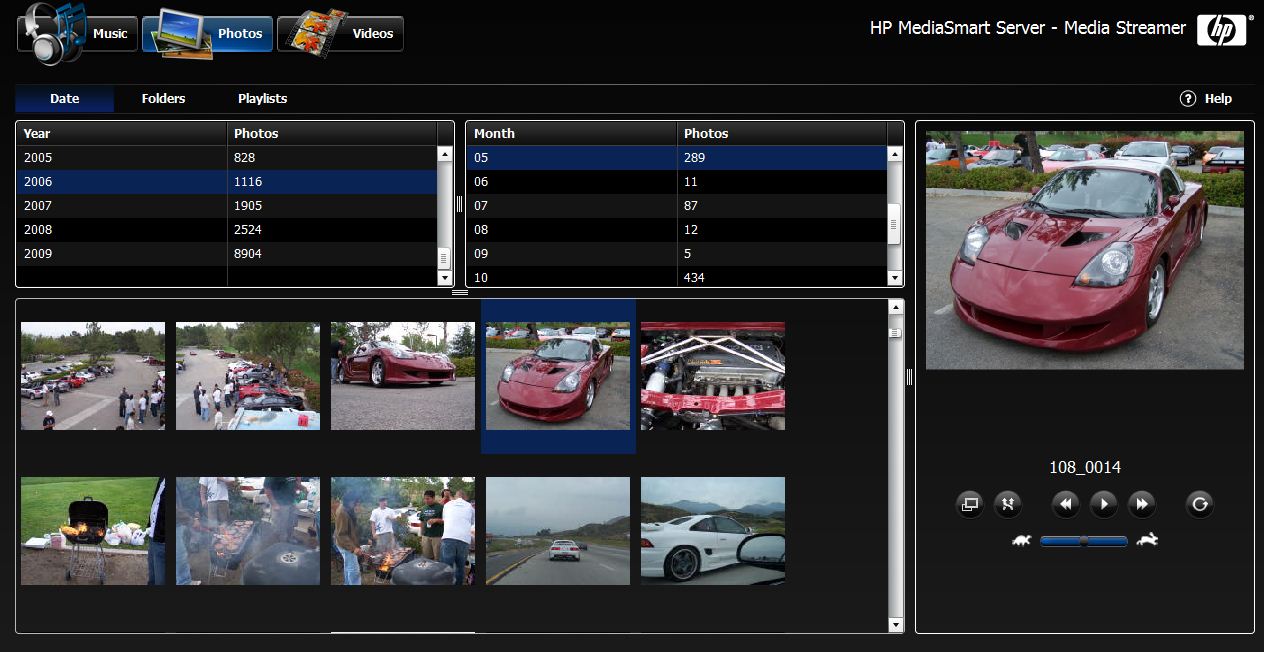 Music
Photos
Videos
HP MediaSmart Server - Media Streamer
hp
Date
Folders
Playlists
? Help
Year Photos
2005 828
2006 1116
2007 1905
2008 2524
2009 8904
Month Photos
05 289
06 11
07 87
08 12
09 5
10 434
108_0014